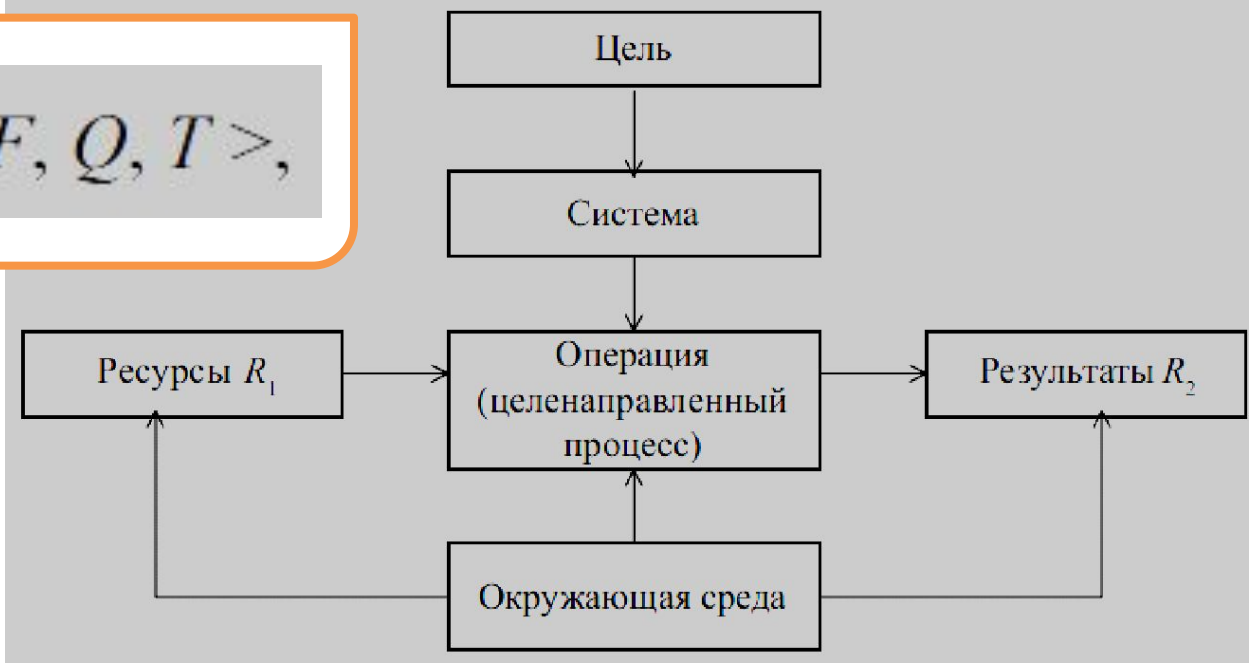 F, Q, T >,
Цель
Система
Ресурсы R₁
Операция
(целенаправленный
процесс)
Результаты R₂
Окружающая среда